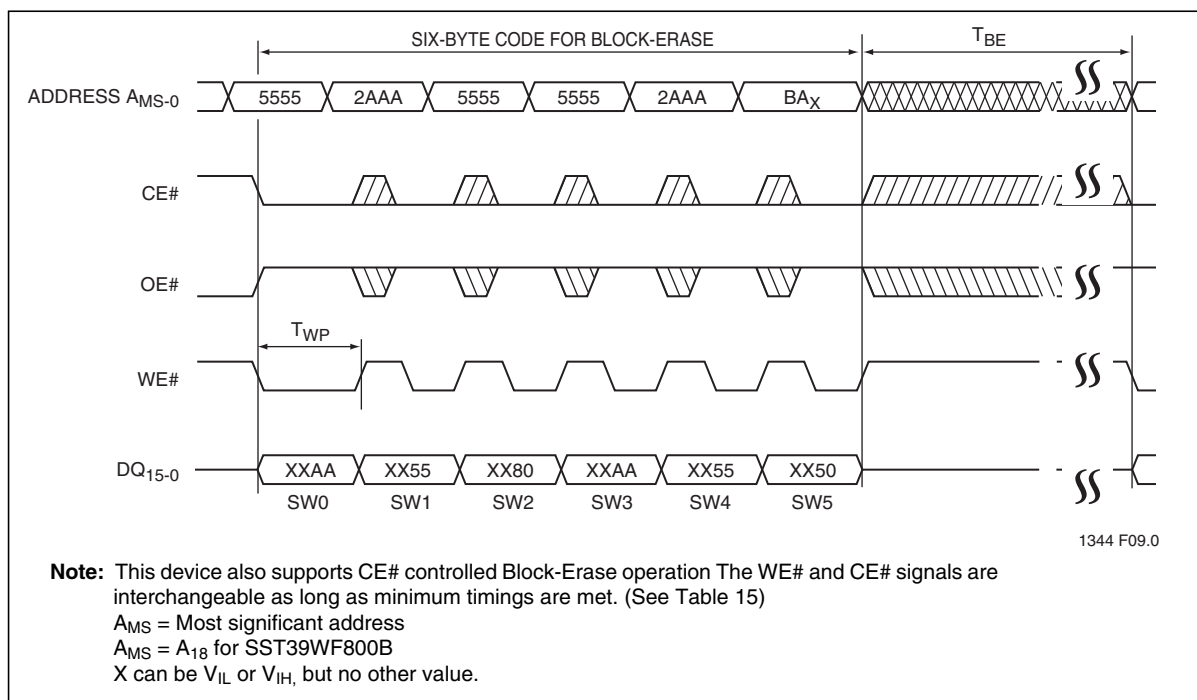 SIX-BYTE CODE FOR BLOCK-ERASE
TBE
ADDRESS AMS-0
5555 2AAA 5555 5555 2AAA BAX
CE#
OE#
TWP
WE#
DQ15-0
XXAA XX55 XX80 XXAA XX55 XX50
SW0 SW1 SW2 SW3 SW4 SW5
1344 F09.0
Note: This device also supports CE# controlled Block-Erase operation The WE# and CE# signals are
interchangeable as long as minimum timings are met. (See Table 15)
AMS = Most significant address
AMS = A18 for SST39WF800B
X can be VIL or VIH, but no other value.